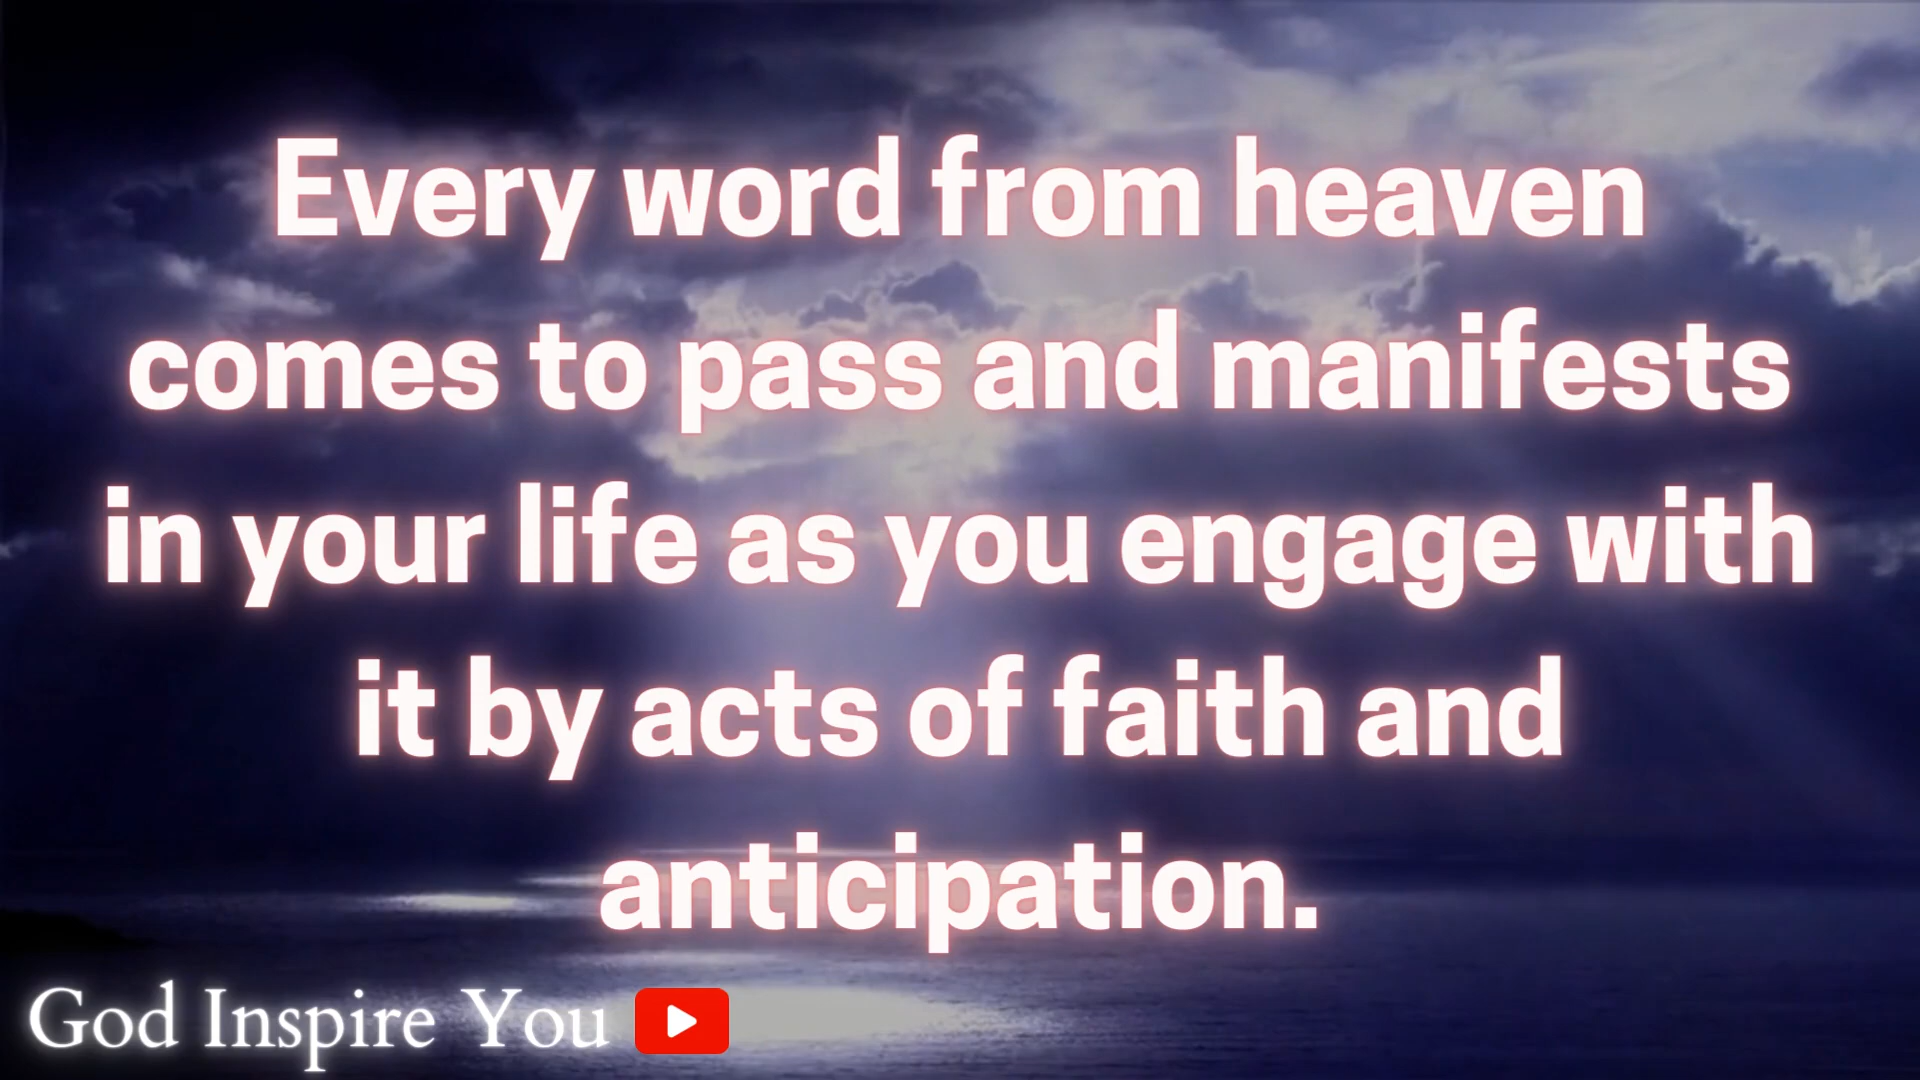 Every word from heaven
comes to pass and manifests
in your life as you engage with
it by acts of faith and
anticipation.
God Inspire You